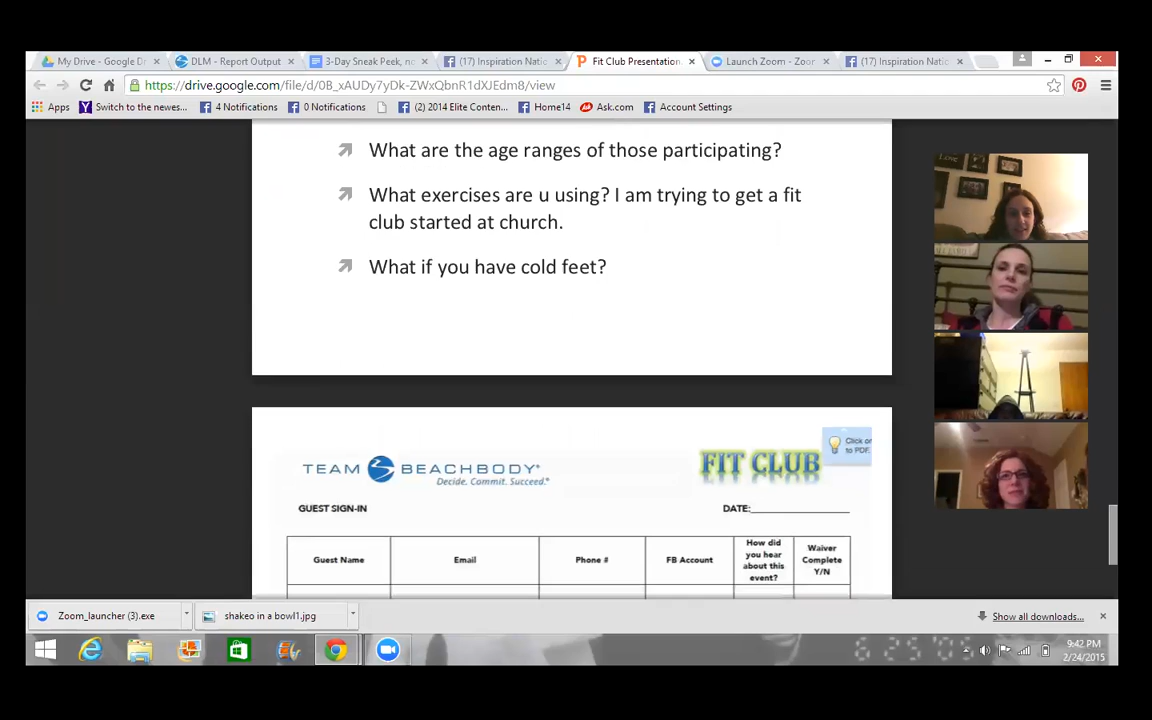 My Drive - Google Dr
DLM - Report Output
3-Day Sneak Peek, no
(17) Inspiration Natio
Fit Club Presentation.
Launch Zoom - Zoom
(17) Inspiration Natio
https://drive.google.com/file/d/0B_xAUDy7yDk-ZWxQbnR1dXJEdm8/view
Apps
Switch to the newes...
4 Notifications
0 Notifications
(2) 2014 Elite Conten...
Home14
Ask.com
Account Settings
What are the age ranges of those participating?
What exercises are u using? I am trying to get a fit
club started at church.
What if you have cold feet?
TEAM BEACHBODY
Decide. Commit. Succeed.®
FIT CLUB
Click or
to PDF.
GUEST SIGN-IN
DATE:
Guest Name
Email
Phone #
FB Account
How did
you hear
about this
event?
Waiver
Complete
Y/N
Zoom_launcher (3).exe
shakeo in a bowl1.jpg
Show all downloads...
9:42 PM
2/24/2015